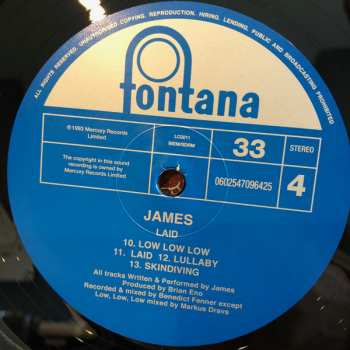 ALL RIGHTS RESERVED. UNAUTHORISED COPYING, REPRODUCTION, HIRING, LENDING, PUBLIC AND BROADCASTING PROHIBITED
fontana
℗1993 Mercury Records
Limited
The copyright in this sound
recording is owned by
Mercury Records Limited
LC0211
BIEM/SDRM
33
STEREO
0602547096425
4
JAMES
LAID
10. LOW LOW LOW
11. LAID 12. LULLABY
13. SKINDIVING
All tracks Written & Performed by James
Produced by Brian Eno
Recorded & mixed by Benedict Fenner except
Low, Low, Low mixed by Markus Dravs